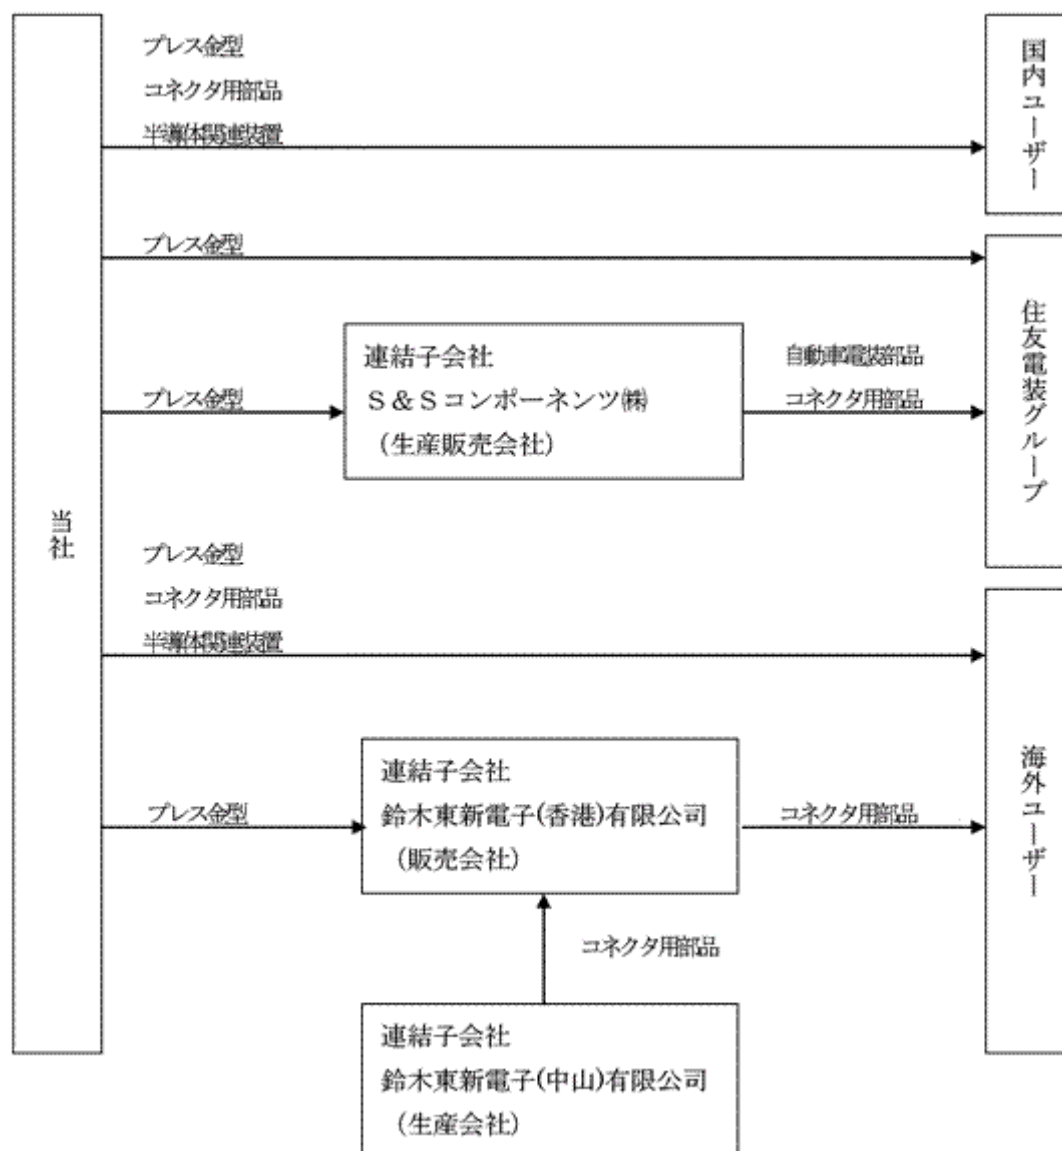 プレス金型
コネクタ用部品
半導体関連装置
国内ユーザー
プレス金型
連結子会社
S&Sコンポーネンツ㈱
(生産販売会社)
プレス金型
自動車電装部品
コネクタ用部品
住友電装グループ
当社
プレス金型
コネクタ用部品
半導体関連装置
連結子会社
鈴木東新電子(香港)有限公司
(販売会社)
プレス金型
コネクタ用部品
海外ユーザー
コネクタ用部品
連結子会社
鈴木東新電子(中山)有限公司
(生産会社)